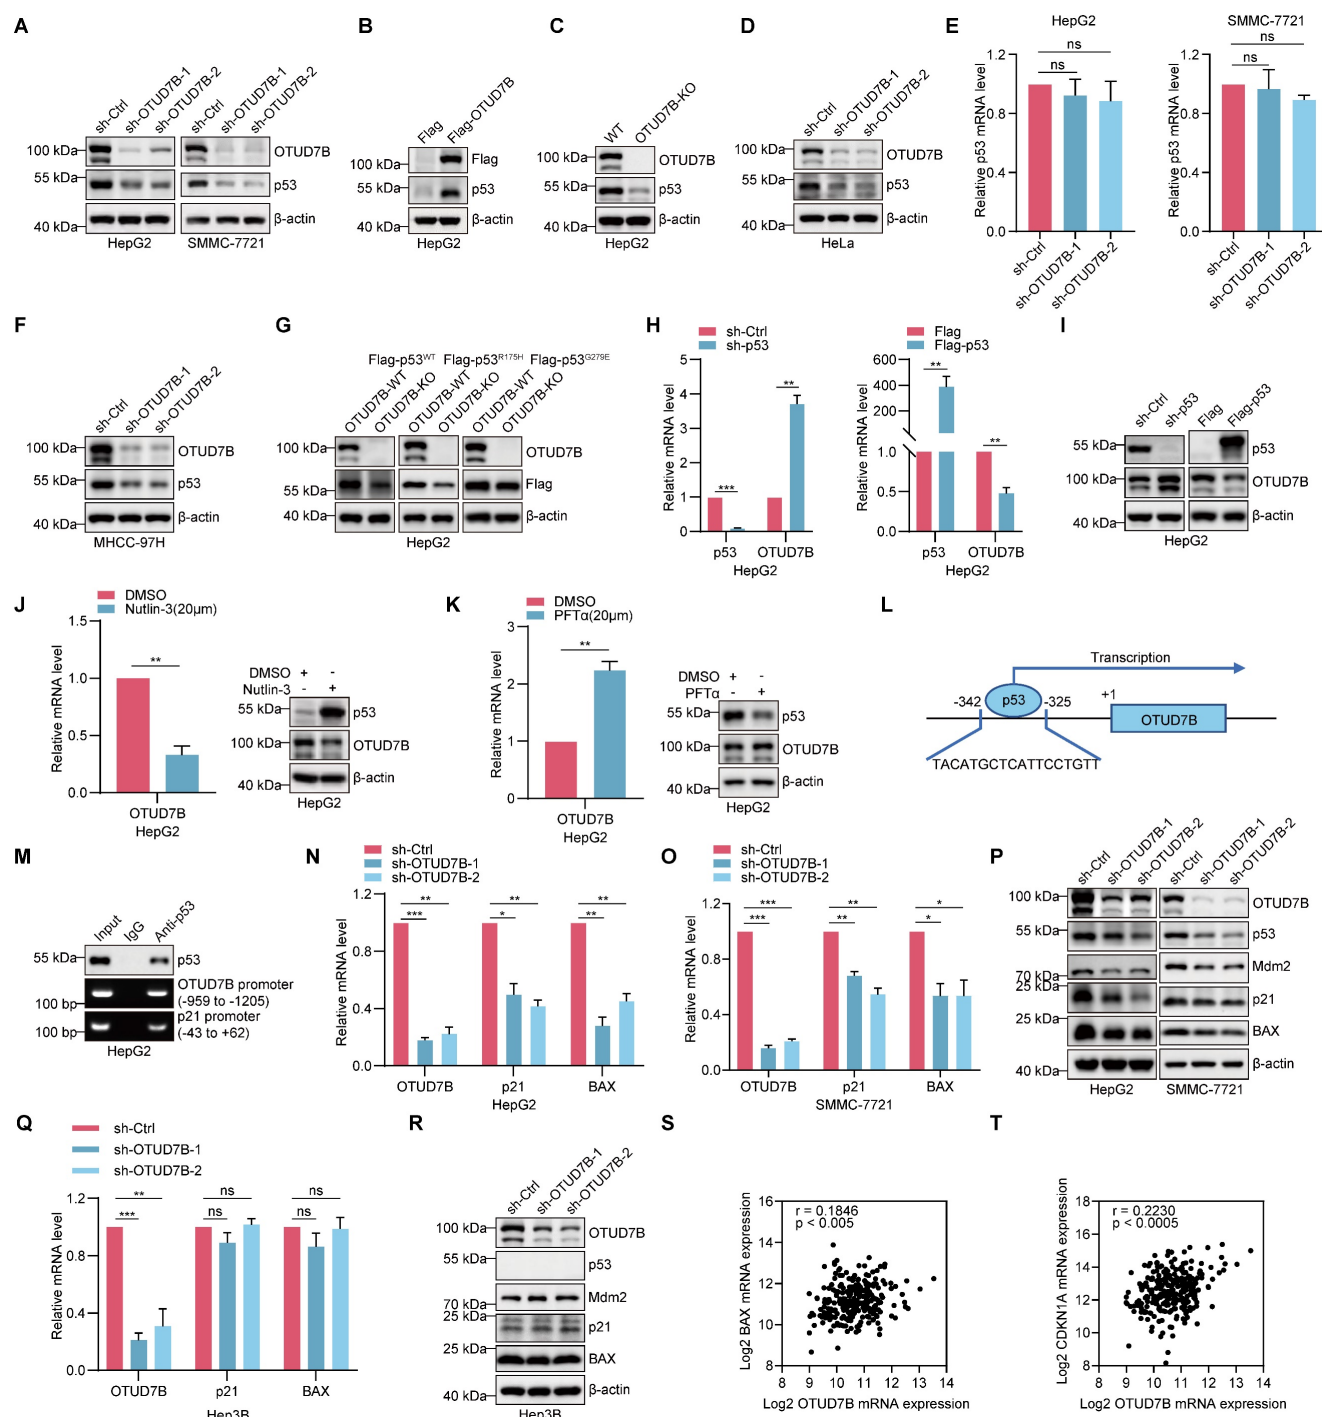 A
sh-Ctrl
sh-OTUD7B-1
sh-OTUD7B-2
sh-Ctrl
sh-OTUD7B-1
sh-OTUD7B-2
100 kDa
OTUD7B
55 kDa
p53
40 kDa
β-actin
HepG2
SMMC-7721
B
Flag
Flag-OTUD7B
100 kDa
Flag
55 kDa
p53
40 kDa
β-actin
HepG2
C
WT
OTUD7B-KO
100 kDa
OTUD7B
55 kDa
p53
40 kDa
β-actin
HepG2
D
sh-Ctrl
sh-OTUD7B-1
sh-OTUD7B-2
100 kDa
OTUD7B
55 kDa
p53
40 kDa
β-actin
HeLa
E
HepG2
Relative p53 mRNA level
1.2
0.8
0.4
0.0
ns
ns
sh-Ctrl
sh-OTUD7B-1
sh-OTUD7B-2
SMMC-7721
Relative p53 mRNA level
1.2
0.8
0.4
0.0
ns
ns
sh-Ctrl
sh-OTUD7B-1
sh-OTUD7B-2
F
sh-Ctrl
sh-OTUD7B-1
sh-OTUD7B-2
100 kDa
OTUD7B
55 kDa
p53
40 kDa
β-actin
MHCC-97H
G
Flag-p53WT Flag-p53R175H Flag-p53G279E
OTUD7B-WT
OTUD7B-KO
OTUD7B-WT
OTUD7B-KO
OTUD7B-WT
OTUD7B-KO
100 kDa
OTUD7B
55 kDa
Flag
40 kDa
β-actin
HepG2
H
sh-Ctrl
sh-p53
Relative mRNA level
5
4
3
2
1
0
***
**
p53
OTUD7B
HepG2
Flag
Flag-p53
Relative mRNA level
600
400
200
1.0
0.5
0.0
**
**
p53
OTUD7B
HepG2
I
sh-Ctrl
sh-p53
Flag
Flag-p53
55 kDa
p53
100 kDa
OTUD7B
40 kDa
β-actin
HepG2
J
DMSO
Nutlin-3(20μm)
Relative mRNA level
1.5
1.0
0.5
0.0
**
OTUD7B
HepG2
DMSO + -
Nutlin-3 - +
55 kDa
p53
100 kDa
OTUD7B
40 kDa
β-actin
HepG2
K
DMSO
PFTα(20μm)
Relative mRNA level
3
2
1
0
**
OTUD7B
HepG2
DMSO + -
PFTα - +
55 kDa
p53
100 kDa
OTUD7B
40 kDa
β-actin
HepG2
L
Transcription
-342
p53
-325
+1
OTUD7B
TACATGCTCATTCCTGTT
M
Input
IgG
Anti-p53
55 kDa
p53
OTUD7B promoter
100 bp
(-959 to -1205)
p21 promoter
100 bp
(-43 to +62)
HepG2
N
sh-Ctrl
sh-OTUD7B-1
sh-OTUD7B-2
Relative mRNA level
1.2
0.8
0.4
0.0
**
***
**
*
**
**
OTUD7B
p21
BAX
HepG2
O
sh-Ctrl
sh-OTUD7B-1
sh-OTUD7B-2
Relative mRNA level
1.2
0.8
0.4
0.0
***
***
**
**
*
*
OTUD7B
p21
BAX
SMMC-7721
P
sh-Ctrl
sh-OTUD7B-1
sh-OTUD7B-2
sh-Ctrl
sh-OTUD7B-1
sh-OTUD7B-2
100 kDa
OTUD7B
55 kDa
p53
Mdm2
70 kDa
25 kDa
p21
25 kDa
BAX
40 kDa
β-actin
HepG2
SMMC-7721
Q
sh-Ctrl
sh-OTUD7B-1
sh-OTUD7B-2
Relative mRNA level
1.2
0.8
0.4
0.0
**
***
ns
ns
ns
ns
OTUD7B
p21
BAX
Hep3B
R
sh-Ctrl
sh-OTUD7B-1
sh-OTUD7B-2
100 kDa
OTUD7B
55 kDa
p53
Mdm2
70 kDa
25 kDa
p21
25 kDa
BAX
40 kDa
β-actin
Hep3B
S
Log2 BAX mRNA expression
16
14
12
10
8
r = 0.1846
p < 0.005
8 9 10 11 12 13 14
Log2 OTUD7B mRNA expression
T
Log2 CDKN1A mRNA expression
18
16
14
12
10
8
r = 0.2230
p < 0.0005
8 9 10 11 12 13 14
Log2 OTUD7B mRNA expression